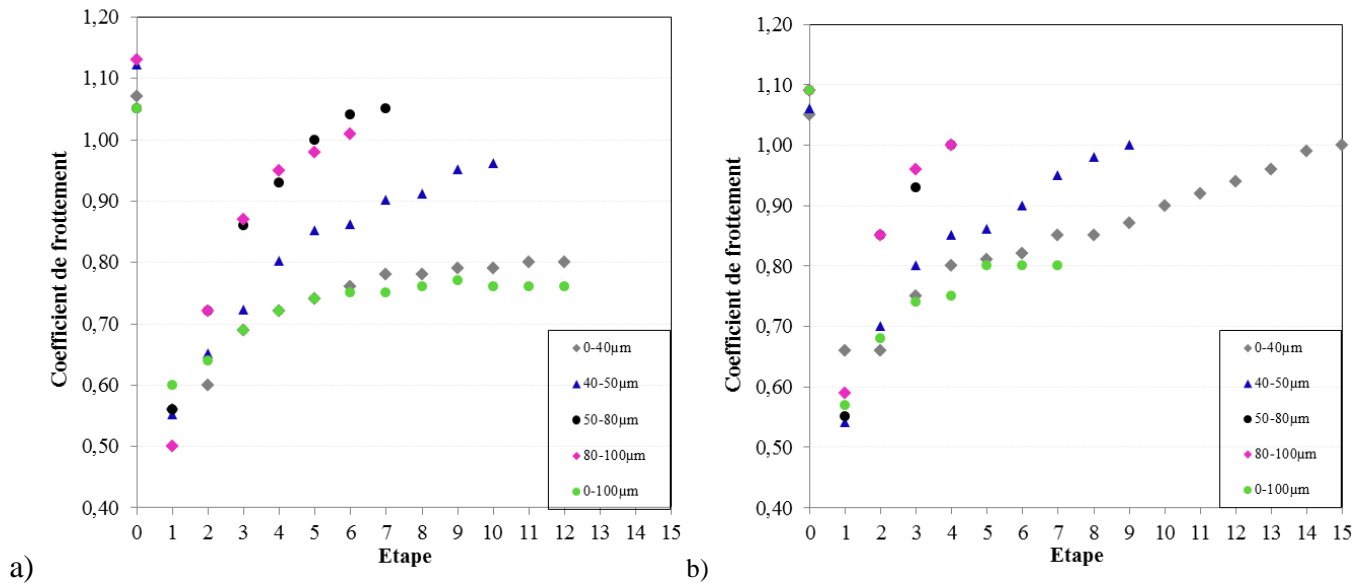 1,20
1,10
1,00
0,90
0,80
0,70
0,60
0,50
0,40
Coefficient de frottement
0 1 2 3 4 5 6 7 8 9 10 11 12 13 14 15
Etape
0-40µm
40-50µm
50-80µm
80-100µm
0-100µm
a)
1,20
1,10
1,00
0,90
0,80
0,70
0,60
0,50
0,40
Coefficient de frottement
0 1 2 3 4 5 6 7 8 9 10 11 12 13 14 15
Etape
0-40µm
40-50µm
50-80µm
80-100µm
0-100µm
b)